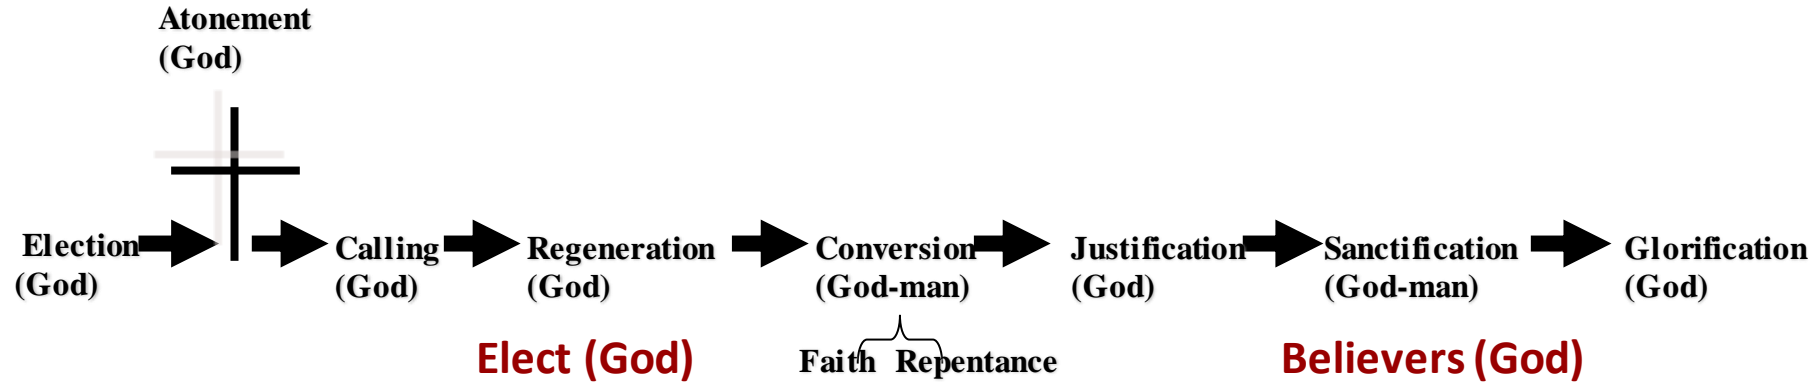 Atonement
(God)
Election Calling Regeneration Conversion Justification Sanctification Glorification
(God) (God) (God) (God-man) (God) (God-man) (God)
Elect (God) Faith Repentance Believers (God)